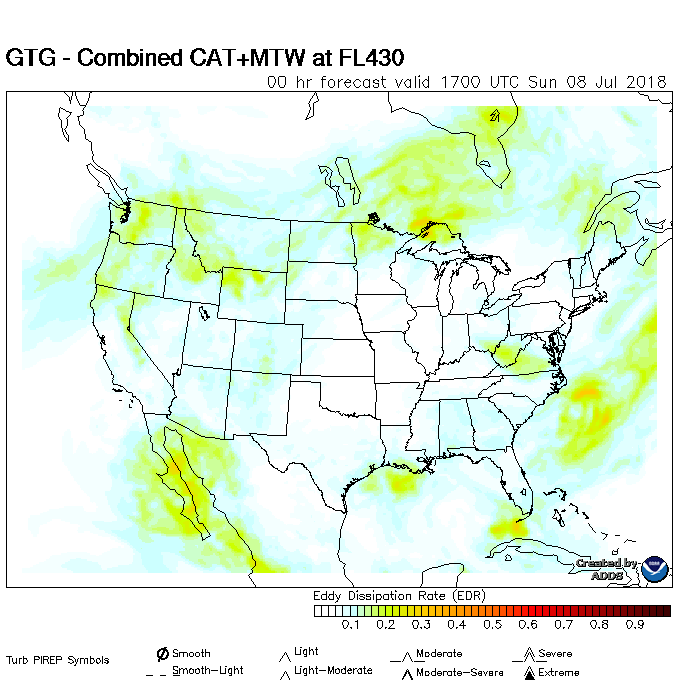 GTG - Combined CAT+MTW at FL430
00 hr forecast valid 1700 UTC Sun 08 Jul 2018
Created by
ADDS
Eddy Dissipation Rate (EDR)
0.1 0.2 0.3 0.4 0.5 0.6 0.7 0.8 0.9
Turb PIREP Symbols
Smooth Light Moderate Severe
Smooth-Light Light-Moderate Moderate-Severe Extreme